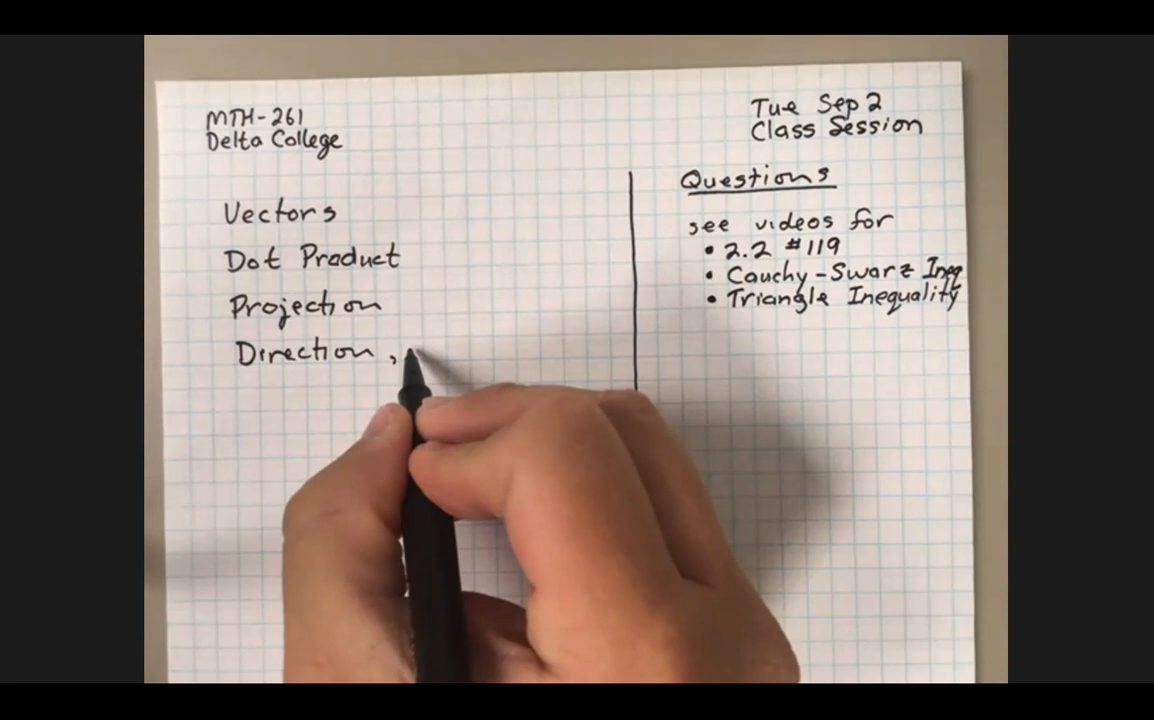 MTH-261
Delta College
Tue Sep 2
Class Session
Vectors
Dot Product
Projection
Direction,
Questions
see videos for
• 2.2 #119
• Cauchy-Swarz Ineq
• Triangle Inequality